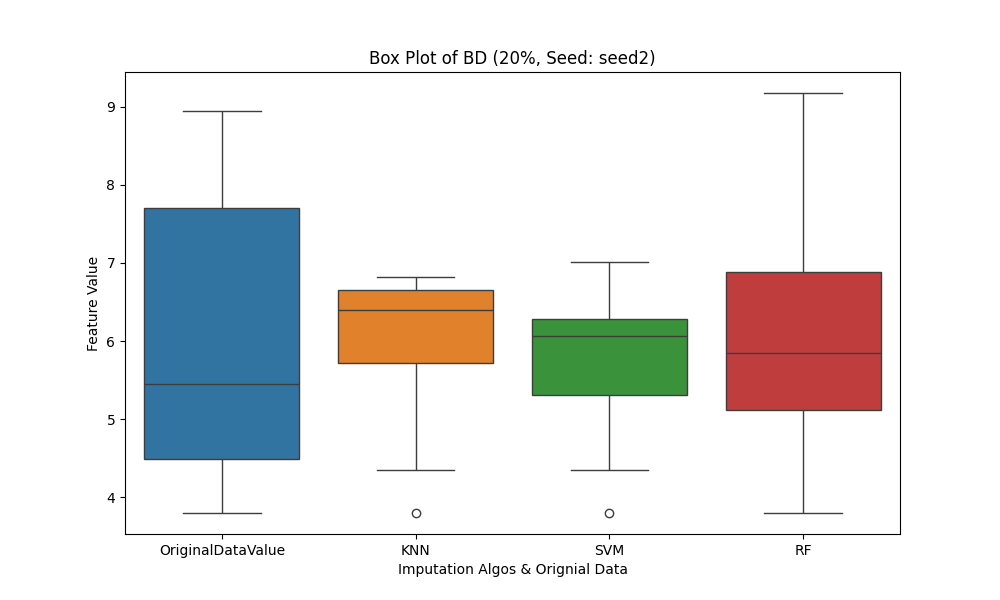 Box Plot of BD (20%, Seed: seed2)
Feature Value
9
8
7
6
5
4
OriginalDataValue
KNN
SVM
RF
Imputation Algos & Orignial Data